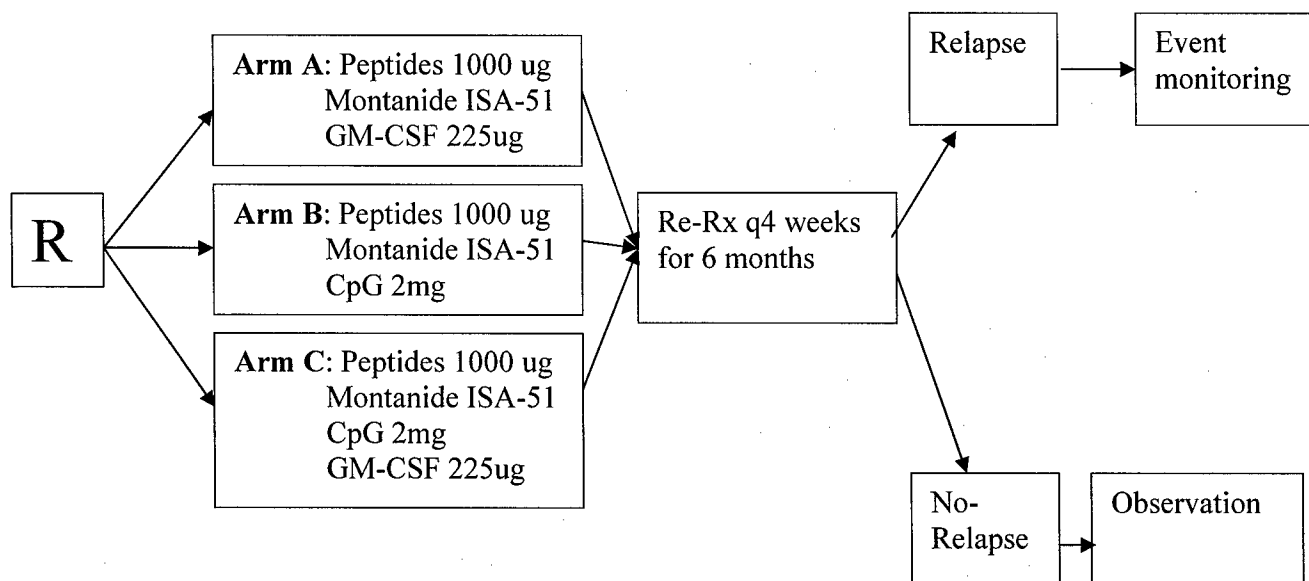 R
Arm A: Peptides 1000 ug
Montanide ISA-51
GM-CSF 225ug
Arm B: Peptides 1000 ug
Montanide ISA-51
CpG 2mg
Arm C: Peptides 1000 ug
Montanide ISA-51
CpG 2mg
GM-CSF 225ug
Re-Rx q4 weeks
for 6 months
Relapse
Event
monitoring
No-
Relapse
Observation